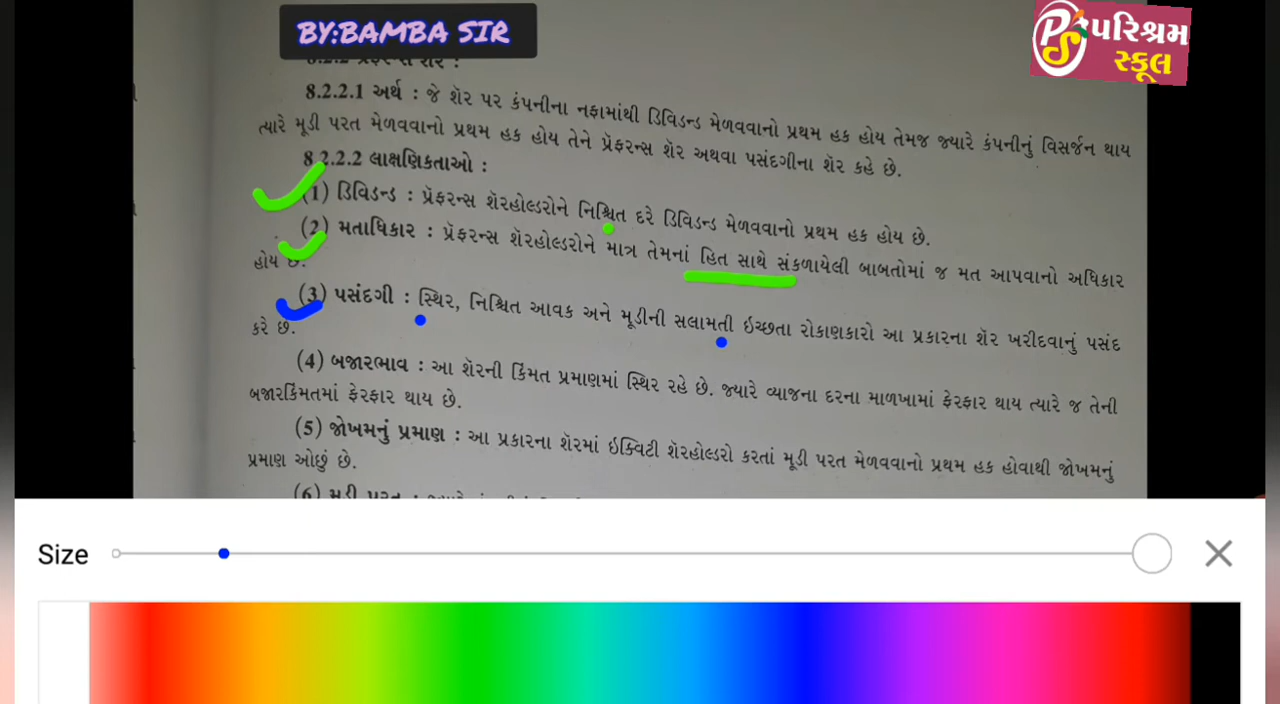 BY:BAMBA SIR
PS પરિશ્રમ
સ્કૂલ
8.2.2.1 અર્થ : જે શૅર પર કંપનીના નફામાંથી ડિવિડન્ડ મેળવવાનો પ્રથમ હક હોય તેમજ જ્યારે કંપનીનું વિસર્જન થાય
ત્યારે મૂડી પરત મેળવવાનો પ્રથમ હક હોય તેને પ્રૅફરન્સ શૅર અથવા પસંદગીના શૅર કહે છે.
8.2.2.2 લાક્ષણિકતાઓ :
(1) ડિવિડન્ડ : પ્રૅફરન્સ શૅરહોલ્ડરોને નિશ્ચિત દરે ડિવિડન્ડ મેળવવાનો પ્રથમ હક હોય છે.
(2) મતાધિકાર : પ્રૅફરન્સ શૅરહોલ્ડરોને માત્ર તેમનાં હિત સાથે સંકળાયેલી બાબતોમાં જ મત આપવાનો અધિકાર
હોય છે.
(3) પસંદગી : સ્થિર, નિશ્ચિત આવક અને મૂડીની સલામતી ઇચ્છતા રોકાણકારો આ પ્રકારના શૅર ખરીદવાનું પસંદ
કરે છે.
(4) બજારભાવ : આ શૅરની કિંમત પ્રમાણમાં સ્થિર રહે છે. જ્યારે વ્યાજના દરના માળખામાં ફેરફાર થાય ત્યારે જ તેની
બજારકિંમતમાં ફેરફાર થાય છે.
(5) જોખમનું પ્રમાણ : આ પ્રકારના શૅરમાં ઇક્વિટી શૅરહોલ્ડરો કરતાં મૂડી પરત મેળવવાનો પ્રથમ હક હોવાથી જોખમનું
પ્રમાણ ઓછું છે.
(6) મૂડી પરત :
Size